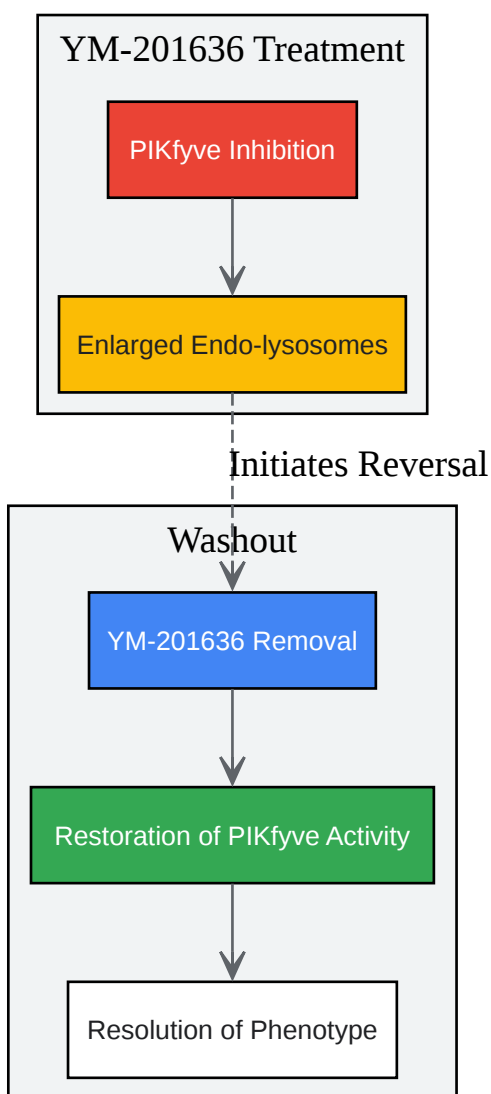 YM-201636 Treatment
PIKfyve Inhibition
Enlarged Endo-lysosomes
Initiates Reversal
Washout
YM-201636 Removal
Restoration of PIKfyve Activity
Resolution of Phenotype